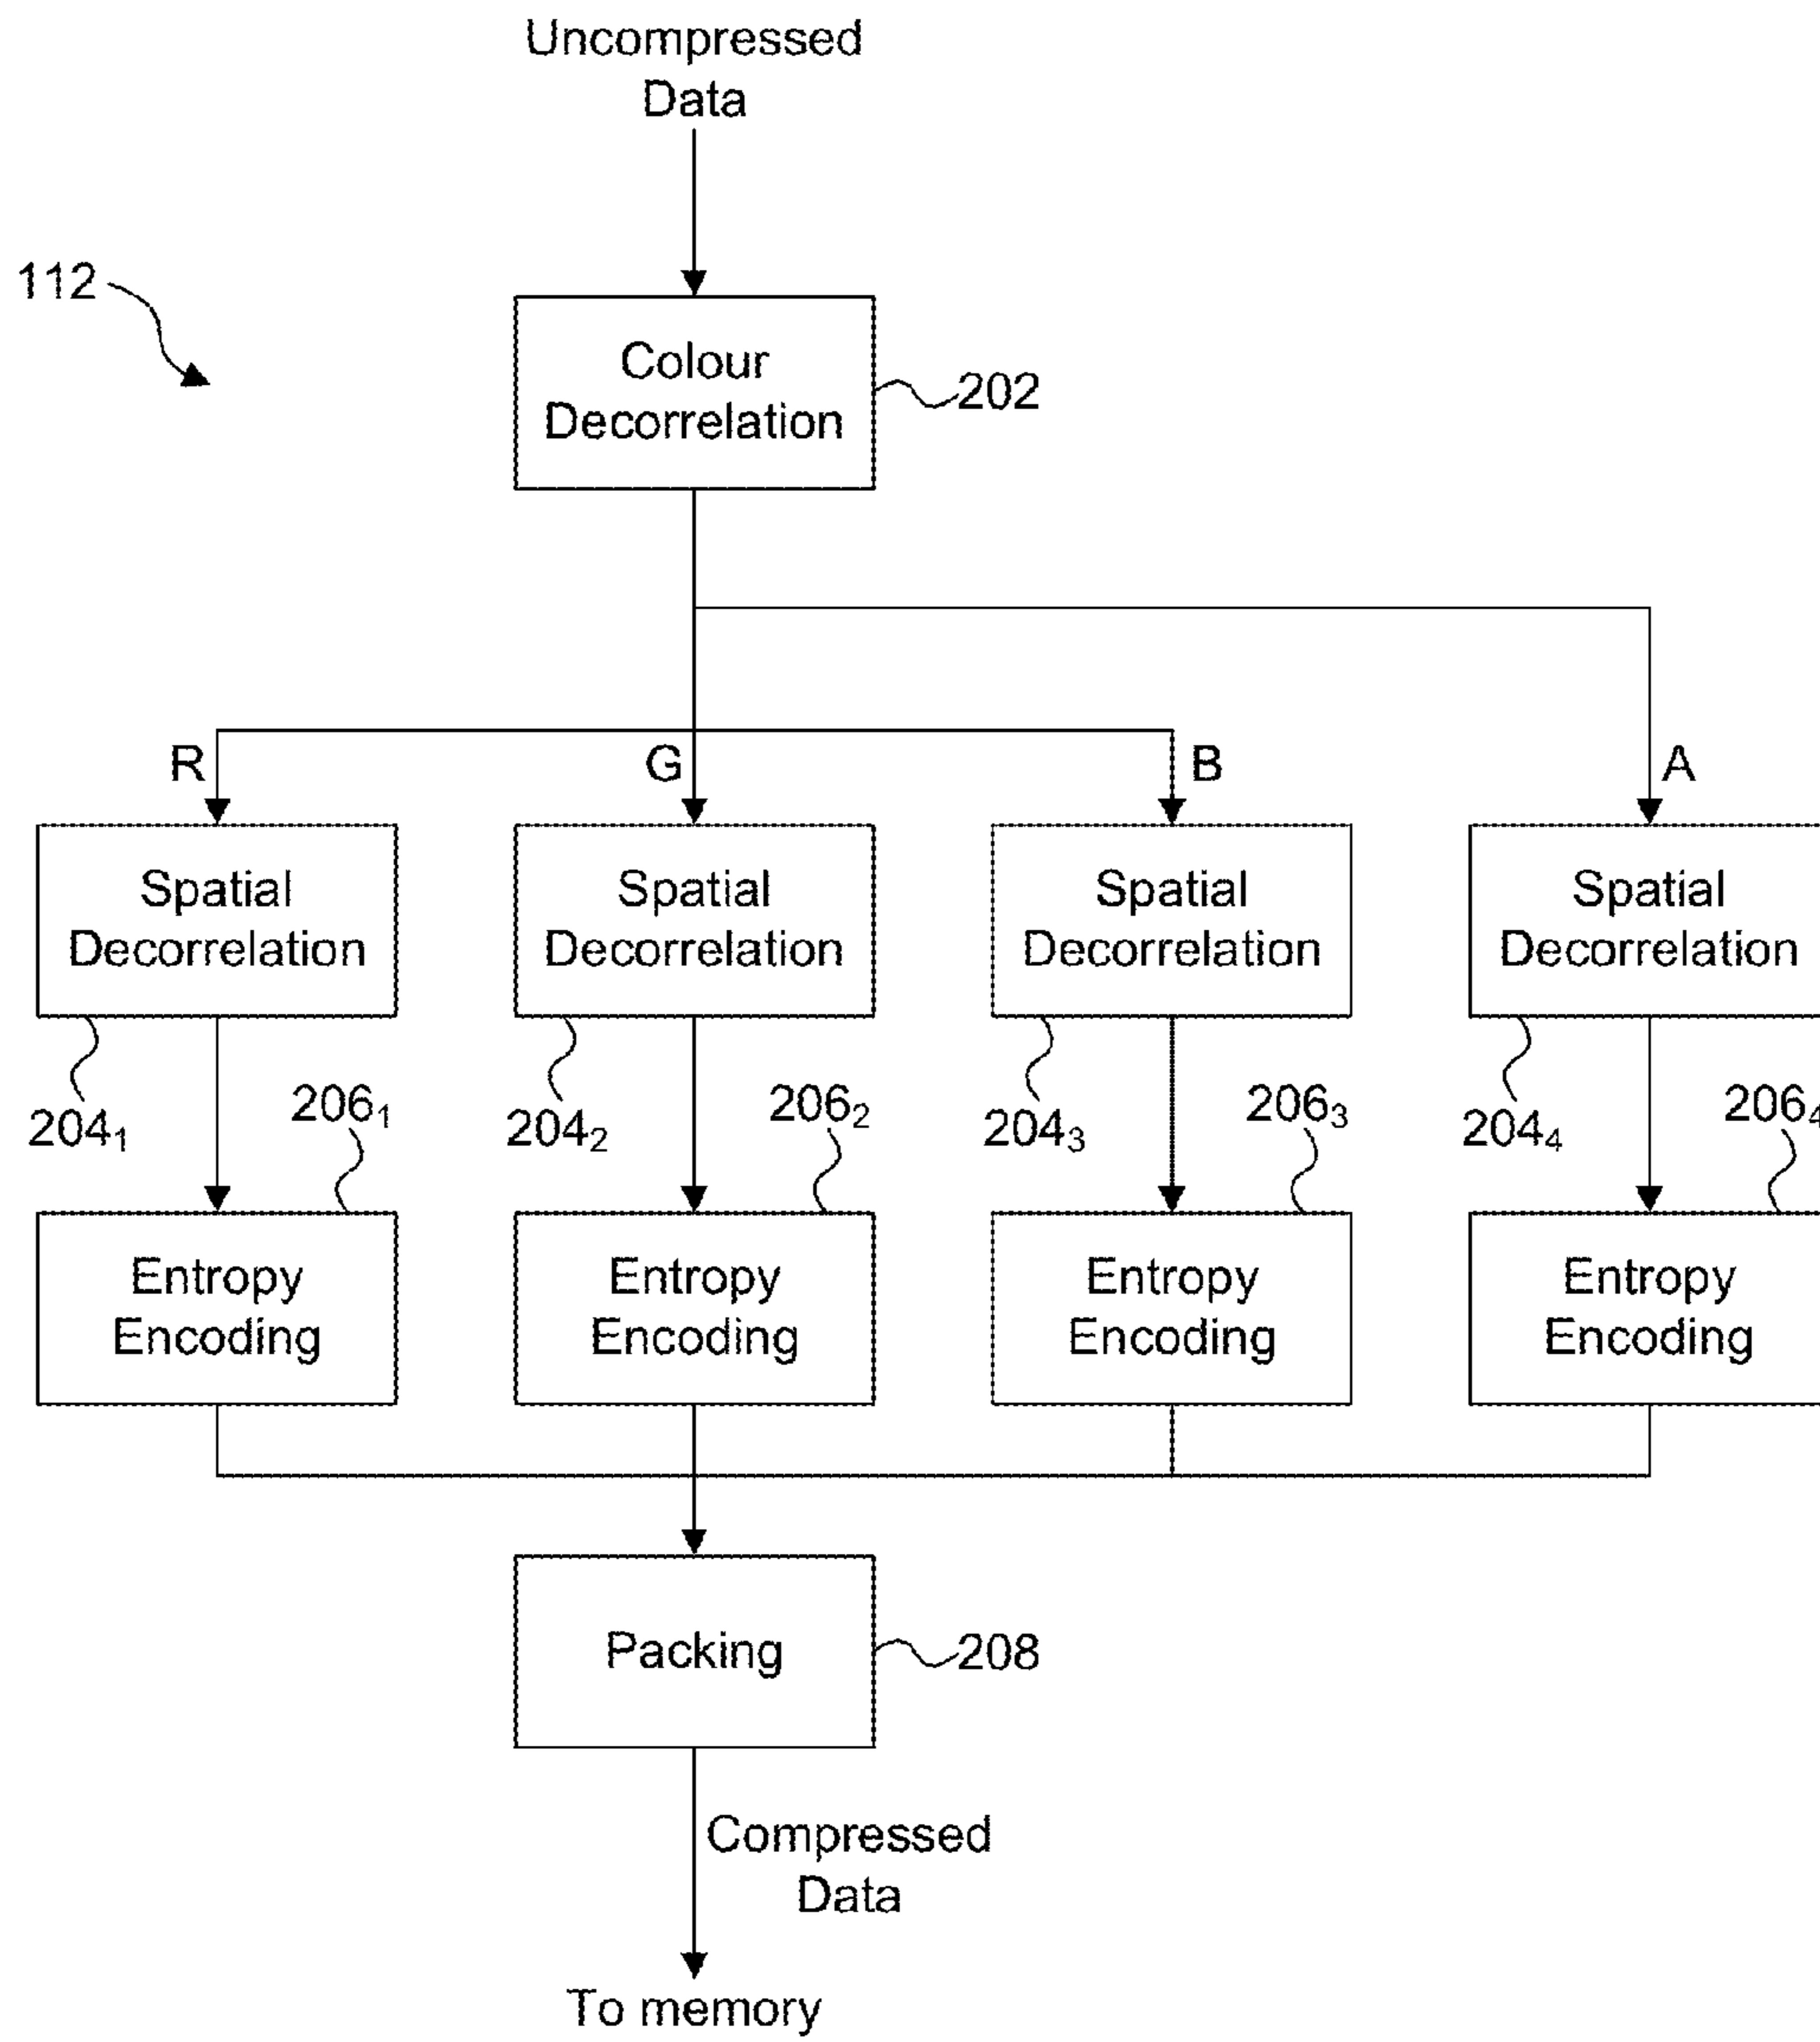 Uncompressed
Data
112
Colour
Decorrelation
202
R
G
B
A
Spatial
Decorrelation
Spatial
Decorrelation
Spatial
Decorrelation
Spatial
Decorrelation
204₁
206₁
204₂
206₂
204₃
206₃
204₄
206₄
Entropy
Encoding
Entropy
Encoding
Entropy
Encoding
Entropy
Encoding
Packing
208
Compressed
Data
To memory